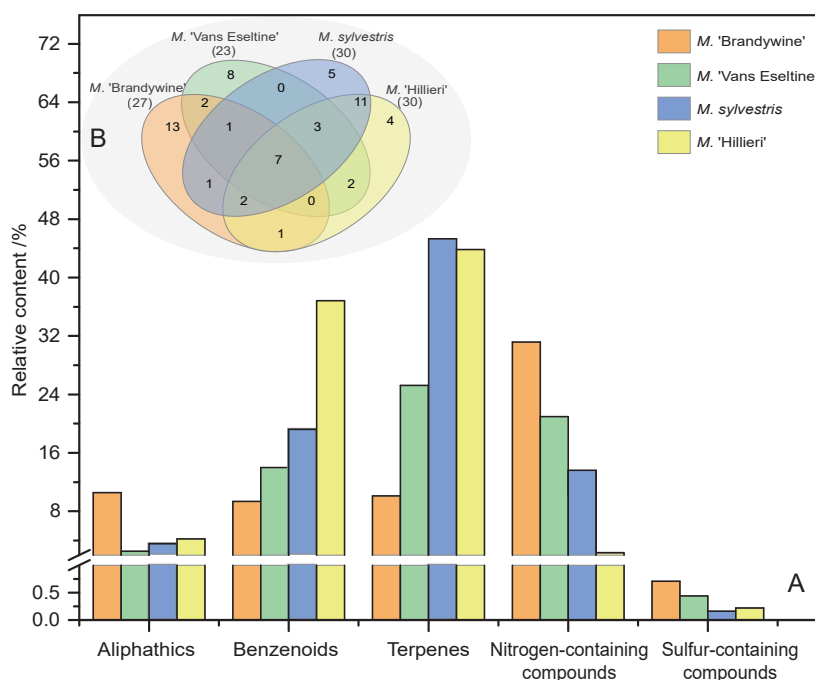 72
64
56
48
40
32
24
16
8
0.5
0.0
Relative content /%
B
M. 'Vans Eseltine'
(23)
M. sylvestris
(30)
M. 'Brandywine'
(27)
M. 'Hillieri'
(30)
8
0
5
2
11
13
1
3
4
7
1
2
0
2
1
M. 'Brandywine'
M. 'Vans Eseltine
M. sylvestris
M. 'Hillieri'
A
Aliphathics
Benzenoids
Terpenes
Nitrogen-containing
compounds
Sulfur-containing
compounds